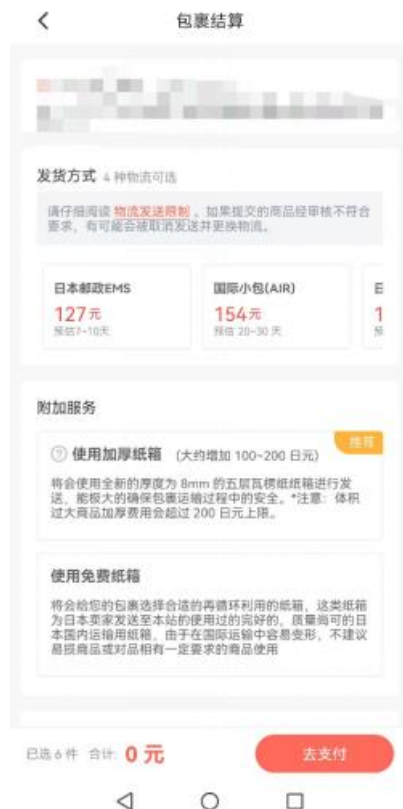 包裹结算
发货方式 4 种物流可选
请仔细阅读 物流发送限制 ，如果提交的商品经审核不符合
要求，有可能会被取消发送并更换物流。
日本邮政EMS
127元
预估7~10天
国际小包(AIR)
154元
预估 20~30 天
附加服务
推荐
使用加厚纸箱 （大约增加 100~200 日元）
将会使用全新的厚度为 8mm 的五层瓦楞纸纸箱进行发
送，能极大的确保包裹运输过程中的安全。*注意：体积
过大商品加厚费用会超过 200 日元上限。
使用免费纸箱
将会给您的包裹选择合适的再循环利用的纸箱，这类纸箱
为日本卖家发送至本站的使用过的完好的，质量尚可的日
本国内运输用纸箱，由于在国际运输中容易变形，不建议
易损商品或对品相有一定要求的商品使用
已选 6 件 合计: 0 元
去支付